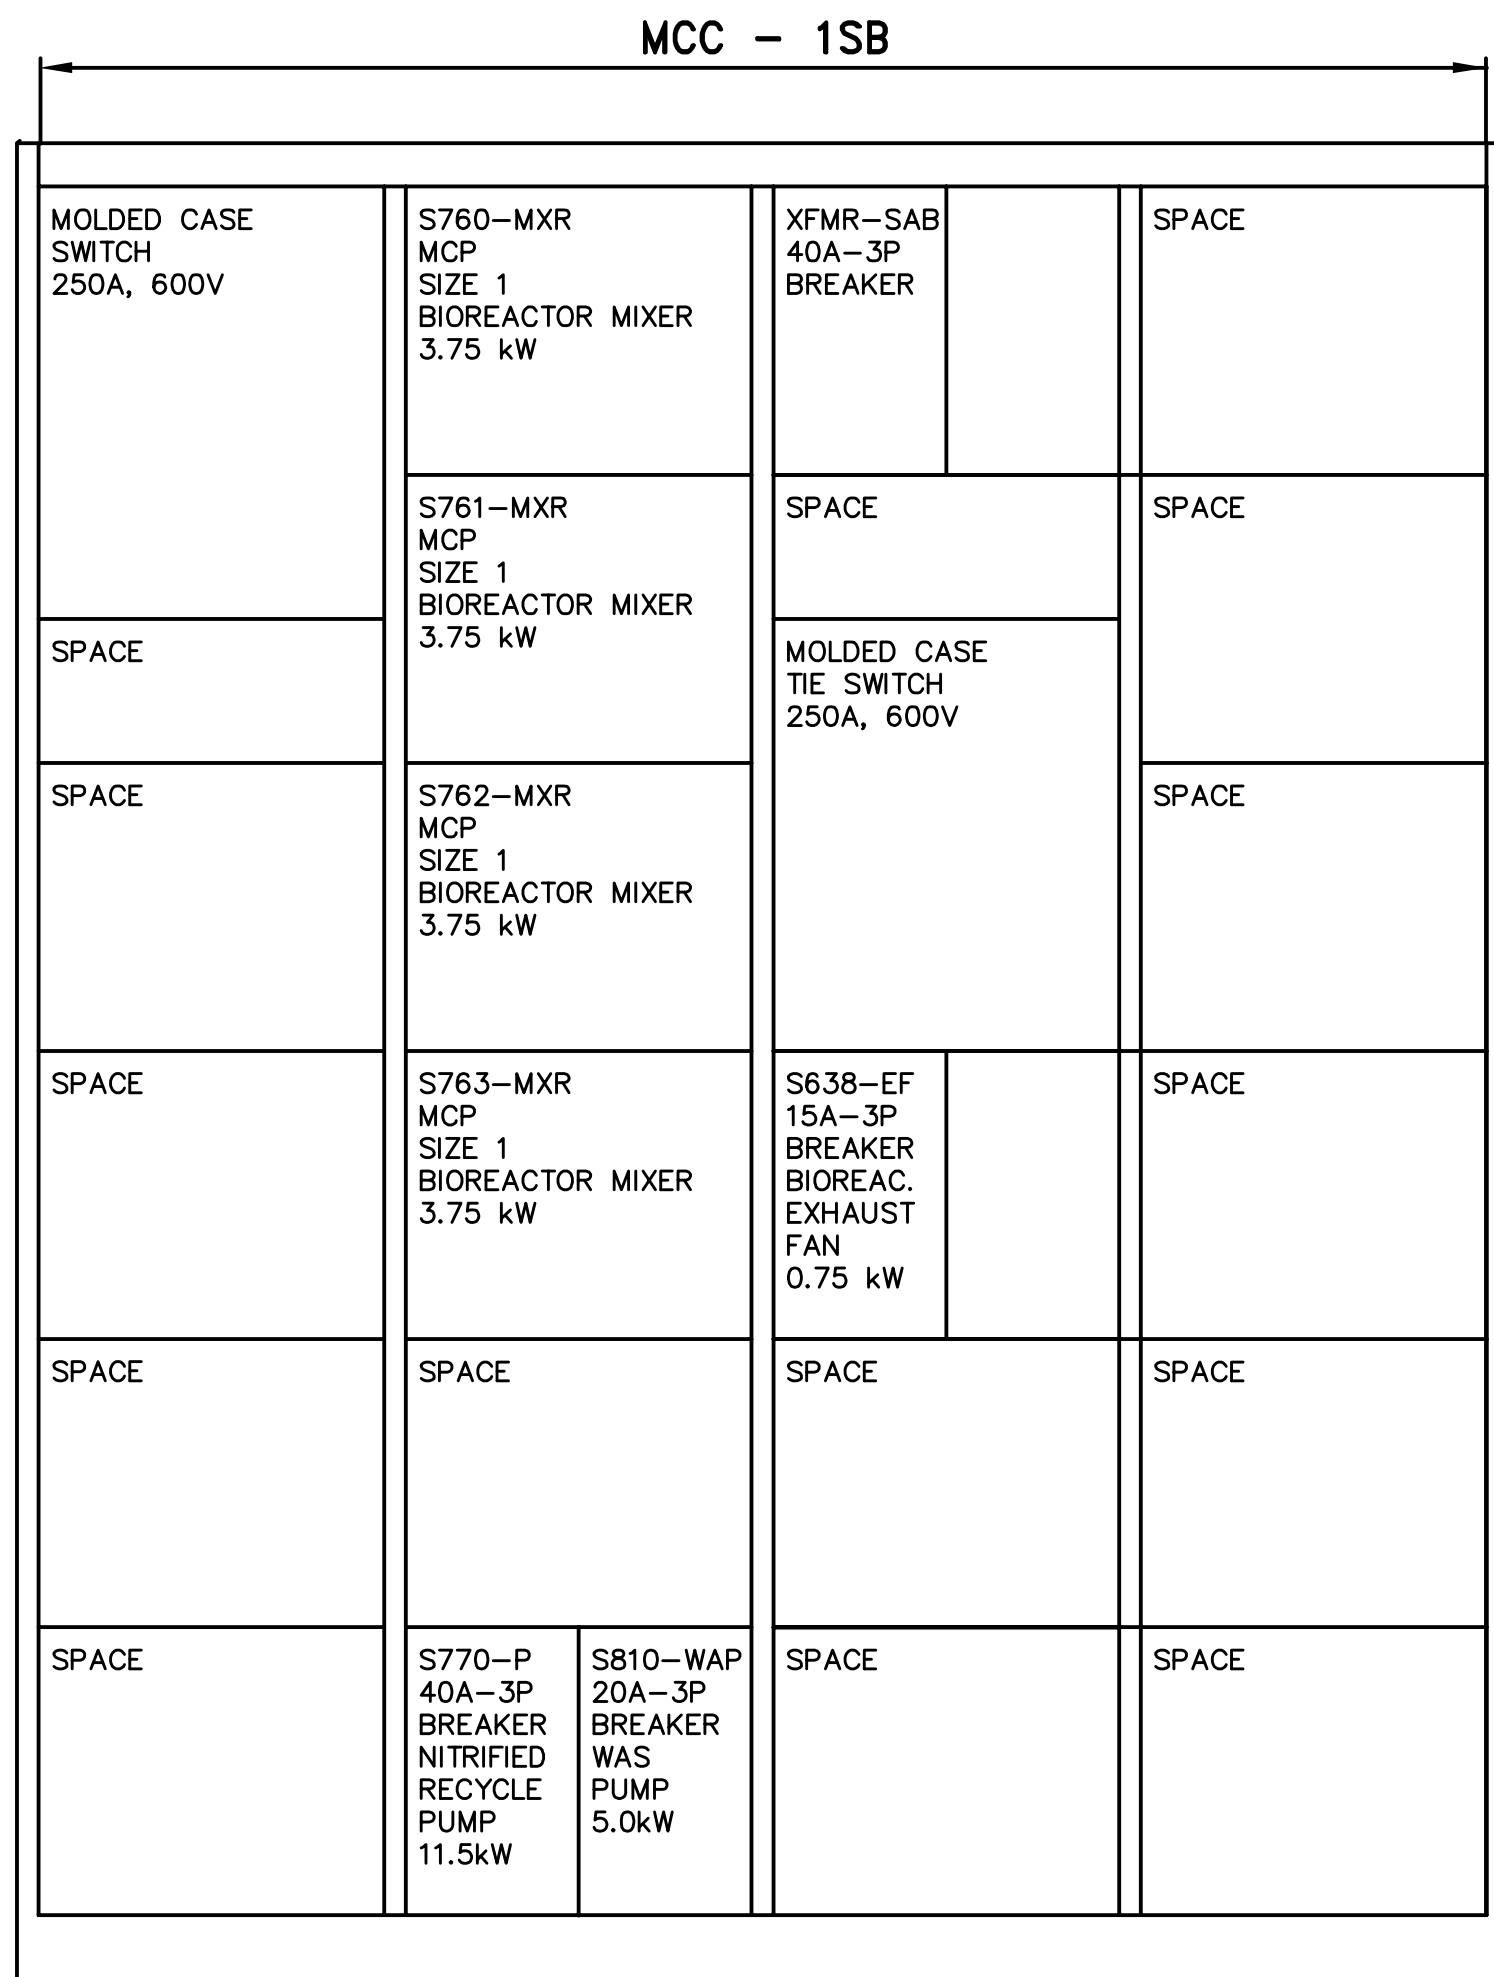 MCC - 1SB
MOLDED CASE
SWITCH
250A, 600V
SPACE
SPACE
SPACE
SPACE
SPACE
S760-MXR
MCP
SIZE 1
BIOREACTOR MIXER
3.75 kW
S761-MXR
MCP
SIZE 1
BIOREACTOR MIXER
3.75 kW
S762-MXR
MCP
SIZE 1
BIOREACTOR MIXER
3.75 kW
S763-MXR
MCP
SIZE 1
BIOREACTOR MIXER
3.75 kW
SPACE
S770-P
40A-3P
BREAKER
NITRIFIED
RECYCLE
PUMP
11.5kW
S810-WAP
20A-3P
BREAKER
WAS
PUMP
5.0kW
XFMR-SAB
40A-3P
BREAKER
SPACE
MOLDED CASE
TIE SWITCH
250A, 600V
S638-EF
15A-3P
BREAKER
BIOREAC.
EXHAUST
FAN
0.75 kW
SPACE
SPACE
SPACE
SPACE
SPACE
SPACE
SPACE
SPACE